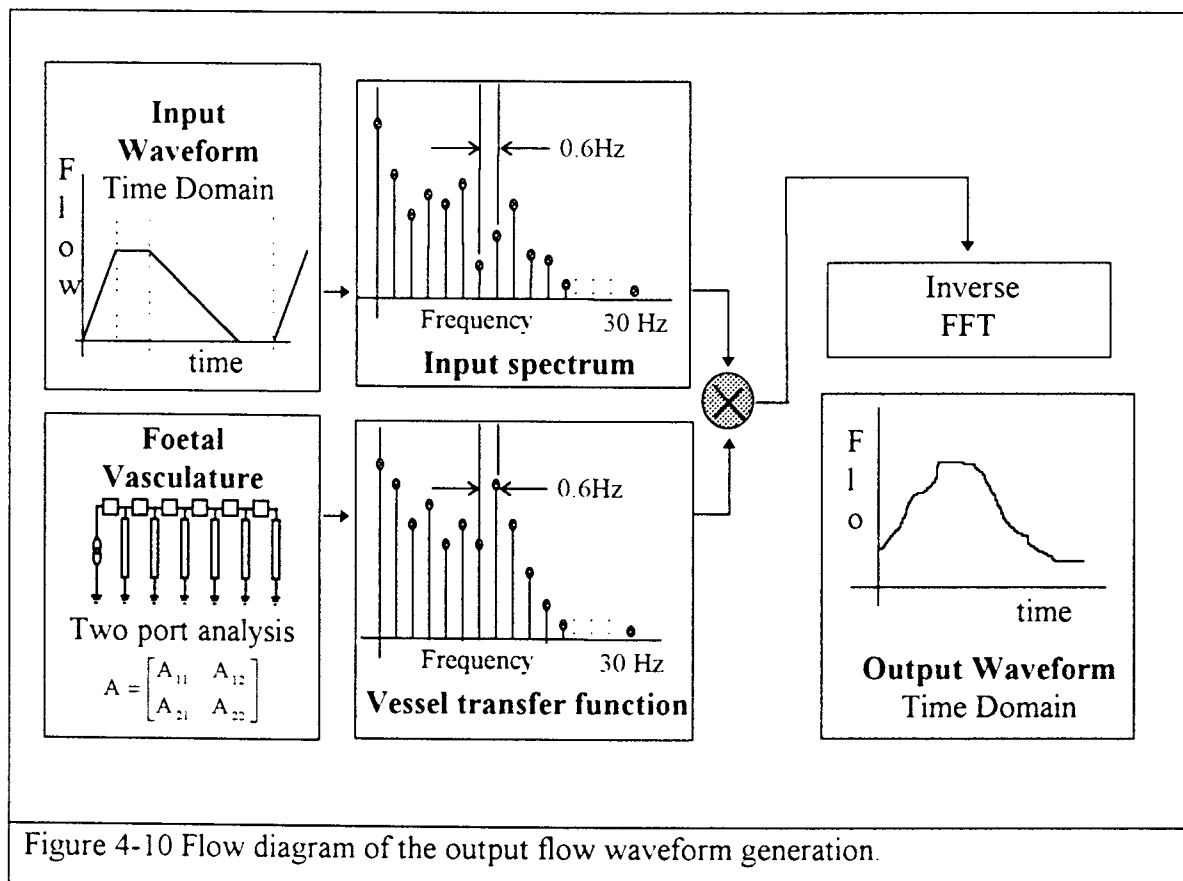 Input
Waveform
Time Domain
Flow
time
0.6Hz
Frequency
30 Hz
Input spectrum
Foetal
Vasculature
Two port analysis
A = [A11 A12
A21 A22]
0.6Hz
Frequency
30 Hz
Vessel transfer function
Inverse
FFT
Flo
time
Output Waveform
Time Domain
Figure 4-10 Flow diagram of the output flow waveform generation.